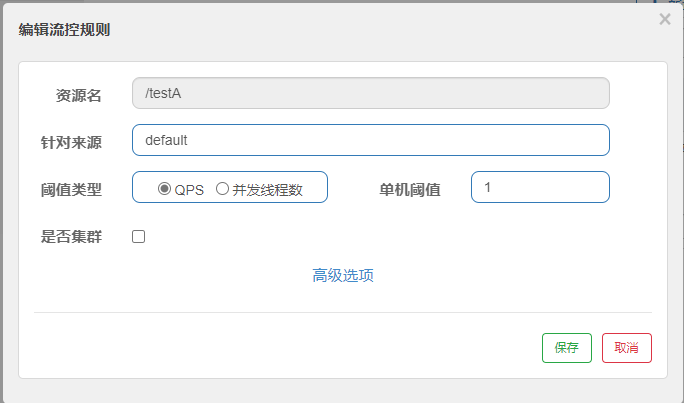 编辑流控规则
×
资源名 /testA
针对来源 default
阈值类型 QPS 并发线程数 单机阈值 1
是否集群
高级选项
保存 取消